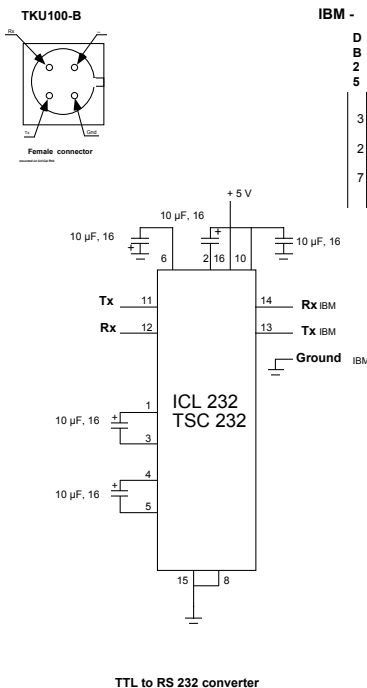 TKU100-B
IBM -
Rx
D
B
2
5
Tx
Gnd
3
Female connector
2
7
+ 5 V
10 µF, 16
10 µF, 16
+
+
10 µF, 16
6
2
16
10
Tx
11
14
Rx IBM
Rx
12
13
Tx IBM
Ground IBM
1
ICL 232
TSC 232
10 µF, 16
+
3
4
10 µF, 16
+
5
15
8
TTL to RS 232 converter